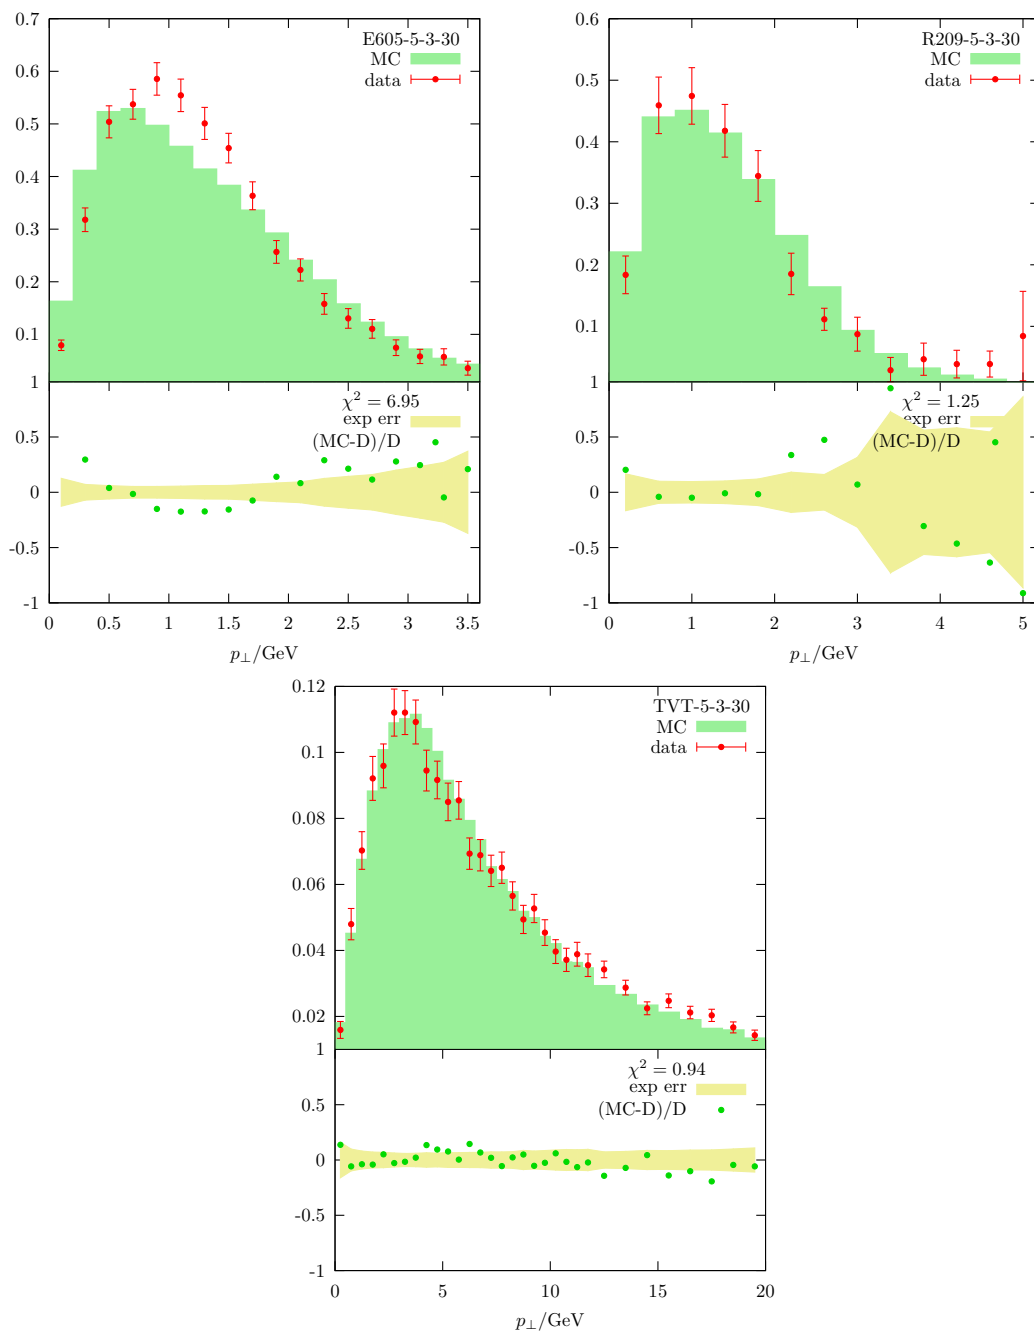 0.7
0.6
0.5
0.4
0.3
0.2
0.1
E605-5-3-30
MC
data
1
0.5
0
-0.5
-1
χ² = 6.95
exp err
(MC-D)/D
0 0.5 1 1.5 2 2.5 3 3.5
p⊥/GeV
0.6
0.5
0.4
0.3
0.2
0.1
R209-5-3-30
MC
data
1
0.5
0
-0.5
-1
χ² = 1.25
exp err
(MC-D)/D
0 1 2 3 4 5
p⊥/GeV
0.12
0.1
0.08
0.06
0.04
0.02
TVT-5-3-30
MC
data
1
0.5
0
-0.5
-1
χ² = 0.94
exp err
(MC-D)/D
0 5 10 15 20
p⊥/GeV